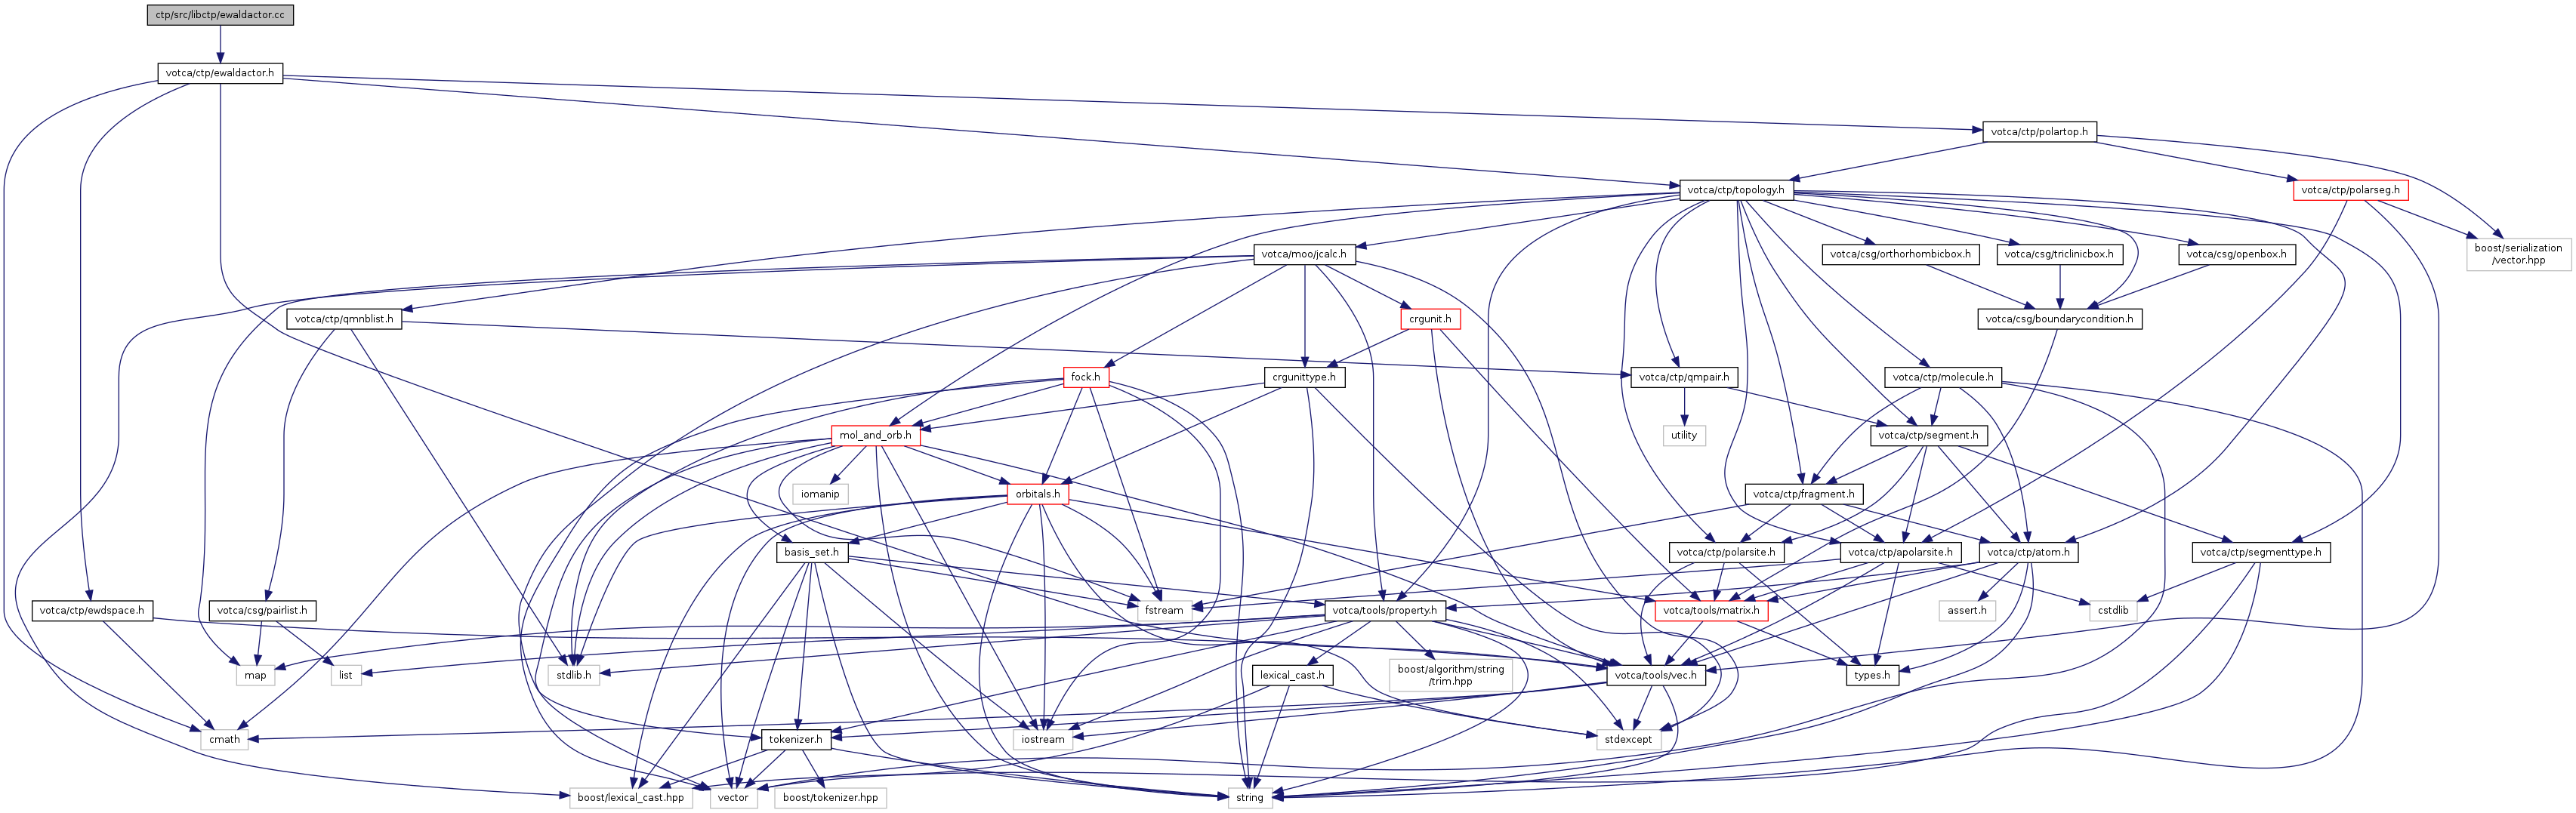 ctp/src/libctp/ewaldactor.cc
votca/ctp/ewaldactor.h
votca/ctp/polartop.h
votca/ctp/topology.h
votca/ctp/polarseg.h
votca/moo/jcalc.h
votca/csg/orthorhombicbox.h
votca/csg/triclinicbox.h
votca/csg/openbox.h
boost/serialization
/vector.hpp
votca/ctp/qmnblist.h
crgunit.h
votca/csg/boundarycondition.h
fock.h
crgunittype.h
votca/ctp/qmpair.h
votca/ctp/molecule.h
mol_and_orb.h
utility
votca/ctp/segment.h
iomanip
orbitals.h
votca/ctp/fragment.h
basis_set.h
votca/ctp/polarsite.h
votca/ctp/apolarsite.h
votca/ctp/atom.h
votca/ctp/segmenttype.h
votca/ctp/ewdspace.h
votca/csg/pairlist.h
fstream
votca/tools/property.h
votca/tools/matrix.h
assert.h
cstdlib
map
list
stdlib.h
lexical_cast.h
boost/algorithm/string
/trim.hpp
votca/tools/vec.h
types.h
cmath
tokenizer.h
iostream
stdexcept
boost/lexical_cast.hpp
vector
boost/tokenizer.hpp
string